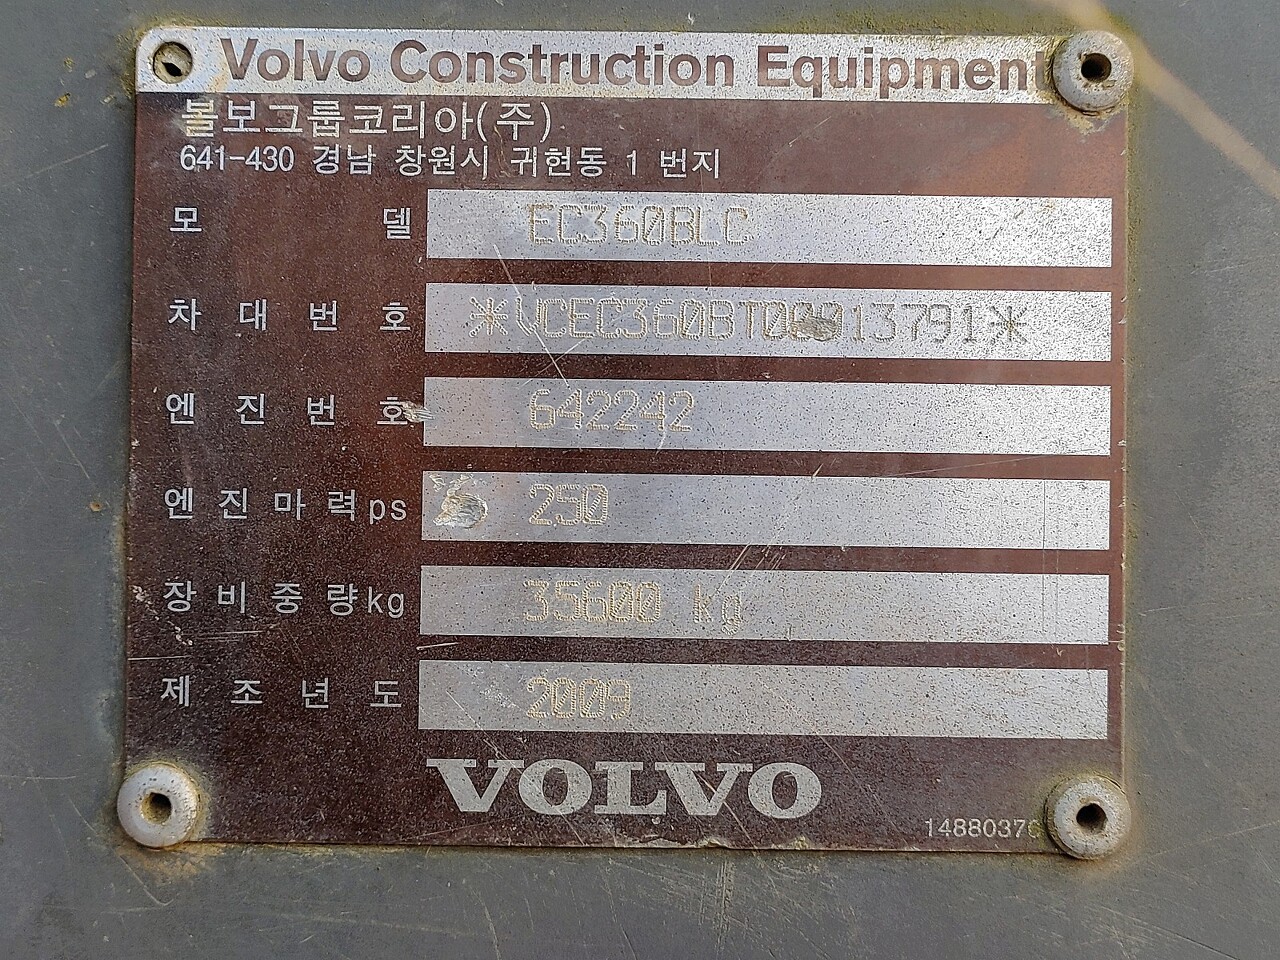 Volvo Construction Equipment
볼보그룹코리아(주)
641-430 경남 창원시 귀현동 1 번지
모 델 EC360BLC
차 대 번 호 *VCEC360BT00013791*
엔 진 번 호 642242
엔 진 마 력 ps 250
장 비 중 량 kg 35600 kg
제 조 년 도 2009
VOLVO